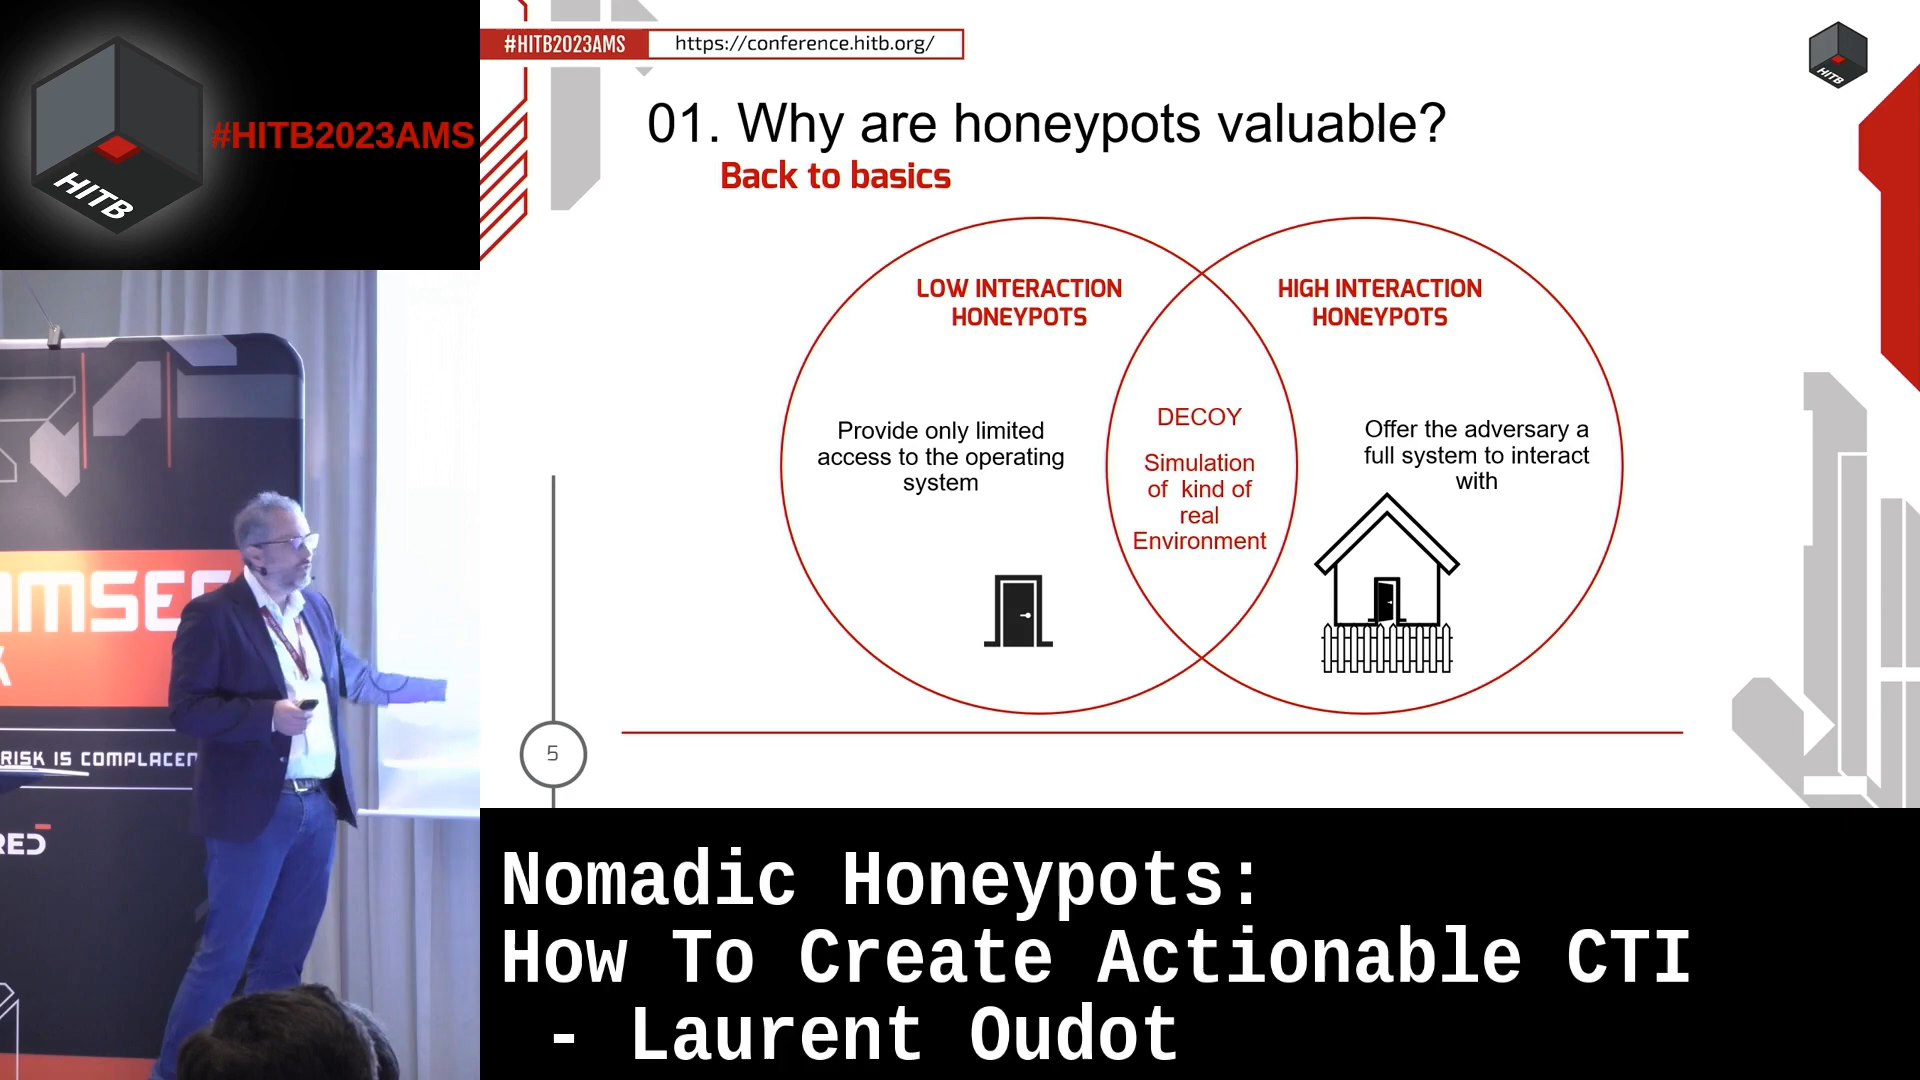 HITB
#HITB2023AMS
#HITB2023AMS
https://conference.hitb.org/
HITB
01. Why are honeypots valuable?
Back to basics
LOW INTERACTION
HONEYPOTS
HIGH INTERACTION
HONEYPOTS
Provide only limited
access to the operating
system
DECOY
Simulation
of kind of
real
Environment
Offer the adversary a
full system to interact
with
5
RISK IS COMPLACEN
Nomadic Honeypots:
How To Create Actionable CTI
- Laurent Oudot